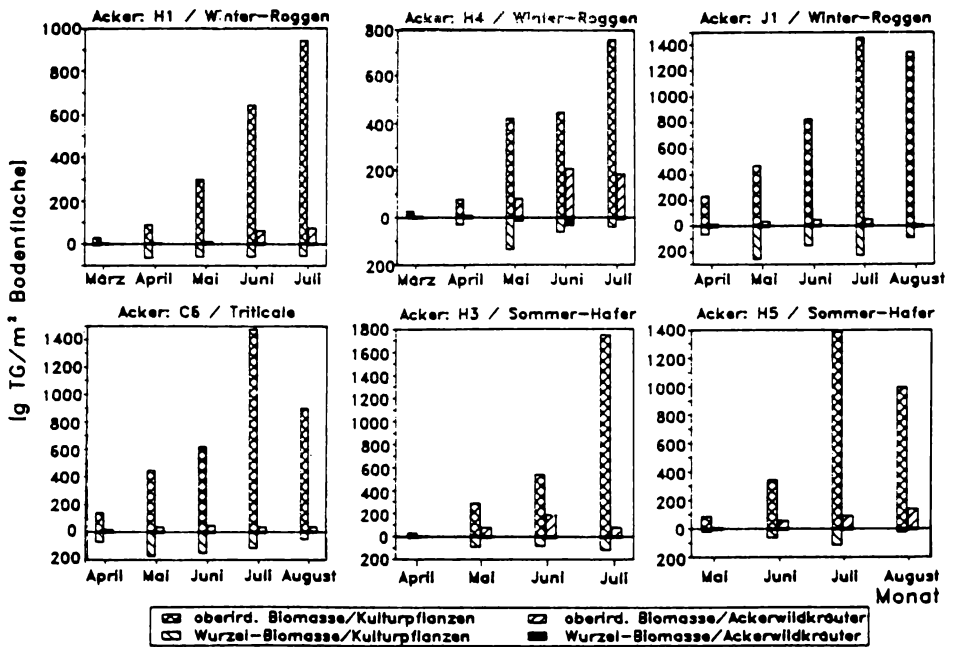 Acker: H1 / Winter-Roggen
Acker: H4 / Winter-Roggen
Acker: J1 / Winter-Roggen
1000
800
600
400
200
0
März April Mai Juni Juli
800
600
400
200
0
200
März April Mai Juni Juli
1400
1200
1000
800
600
400
200
0
200
April Mai Juni Juli August
[g TG/m² Bodenfläche]
Acker: C6 / Triticale
Acker: H3 / Sommer-Hafer
Acker: H5 / Sommer-Hafer
1400
1200
1000
800
600
400
200
0
200
April Mai Juni Juli August
1800
1600
1400
1200
1000
800
600
400
200
0
200
April Mai Juni Juli
1400
1200
1000
800
600
400
200
0
200
Mai Juni Juli August
Monat
oberird. Biomasse/Kulturpflanzen
oberird. Biomasse/Ackerwildkräuter
Wurzel-Biomasse/Kulturpflanzen
Wurzel-Biomasse/Ackerwildkräuter